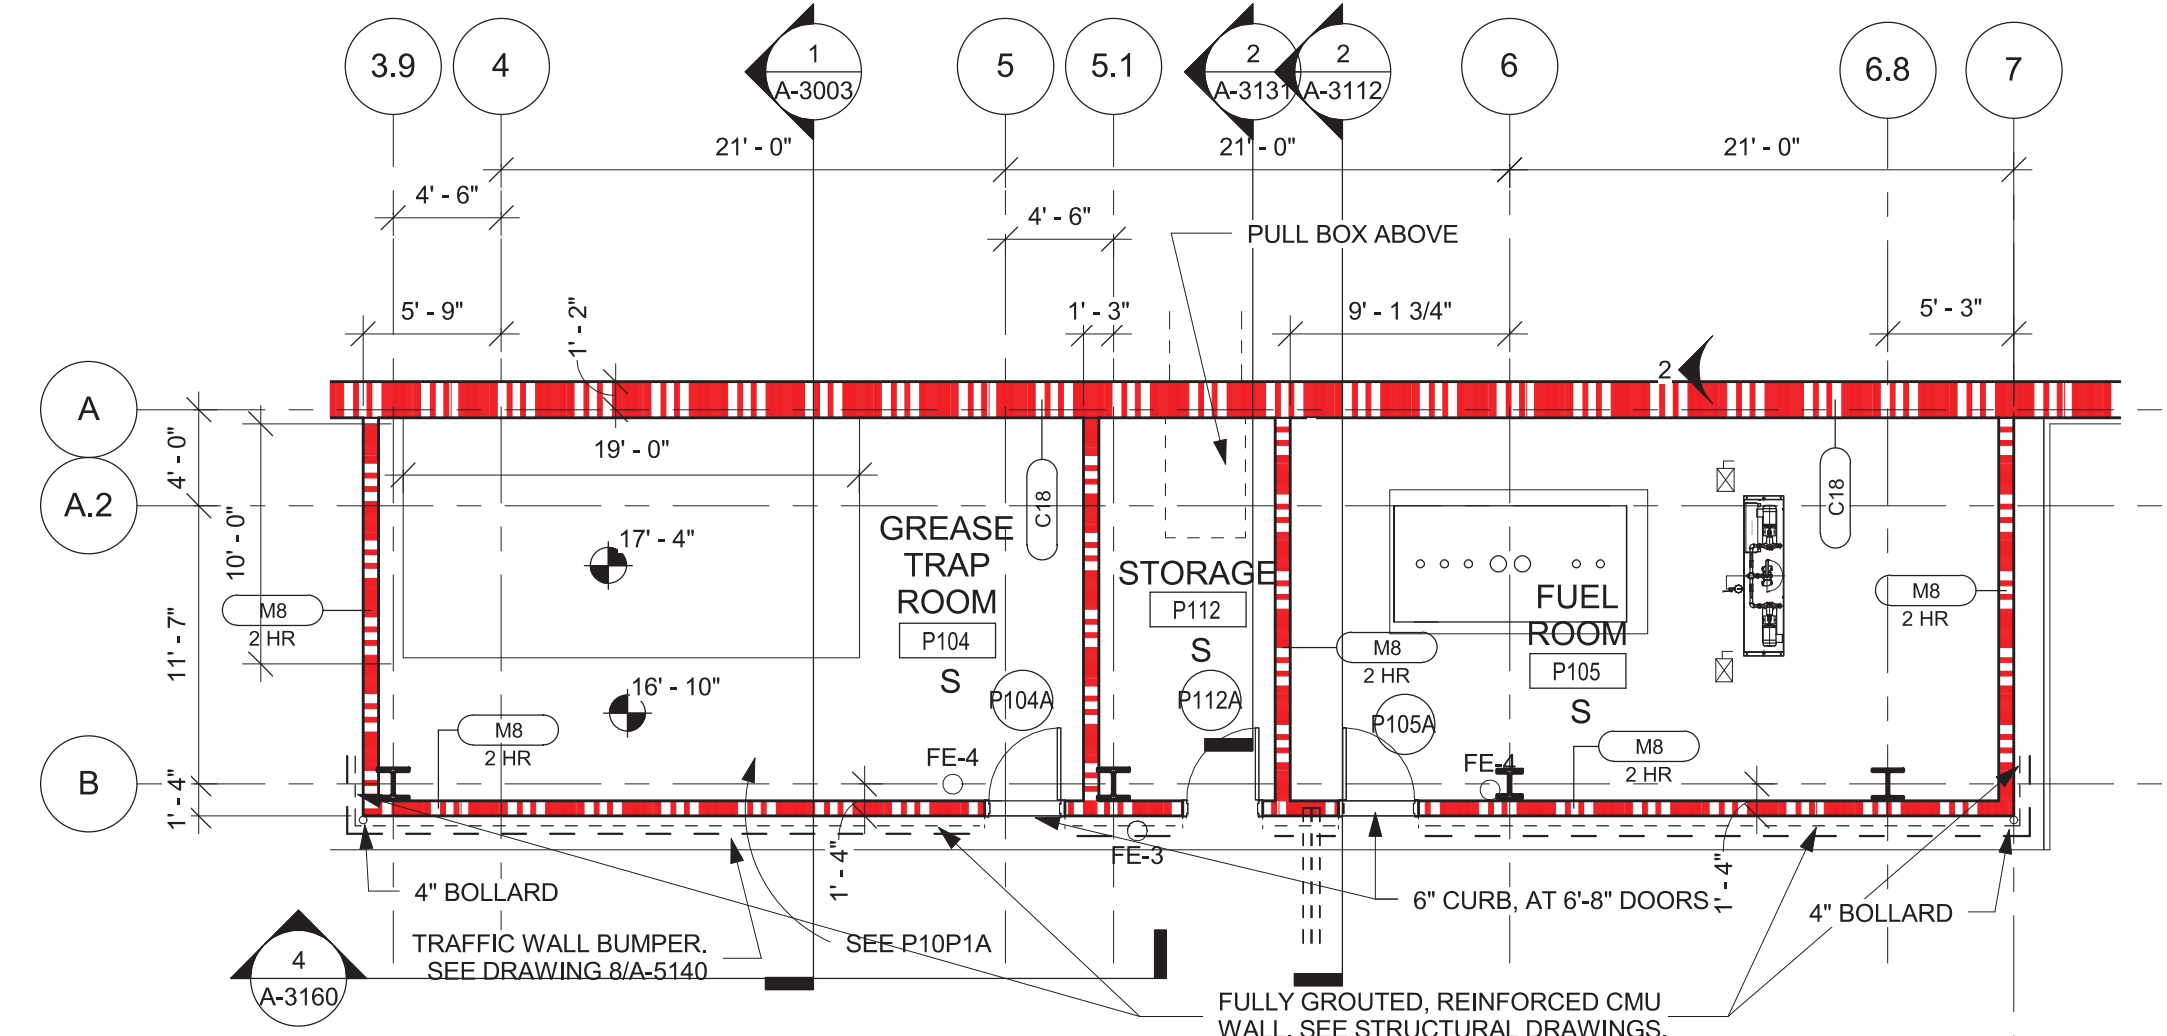 3.9
4
1
A-3003
5
5.1
2
A-3131
2
A-3112
6
6.8
7
21' - 0"
21' - 0"
21' - 0"
4' - 6"
4' - 6"
PULL BOX ABOVE
5' - 9"
1' - 2"
1' - 3"
9' - 1 3/4"
5' - 3"
2
A
4' - 0"
19' - 0"
C18
C18
A.2
10' - 0"
17' - 4"
GREASE
TRAP
ROOM
P104
S
STORAGE
P112
S
FUEL
ROOM
P105
S
M8
2 HR
M8
2 HR
M8
2 HR
11' - 7"
16' - 10"
P104A
P112A
P105A
M8
2 HR
M8
2 HR
FE-4
FE-4
B
1' - 4"
1' - 4"
FE-3
1' - 4"
4" BOLLARD
6" CURB, AT 6'-8" DOORS
4" BOLLARD
TRAFFIC WALL BUMPER.
SEE DRAWING 8/A-5140
SEE P10P1A
4
A-3160
FULLY GROUTED, REINFORCED CMU
WALL. SEE STRUCTURAL DRAWINGS.